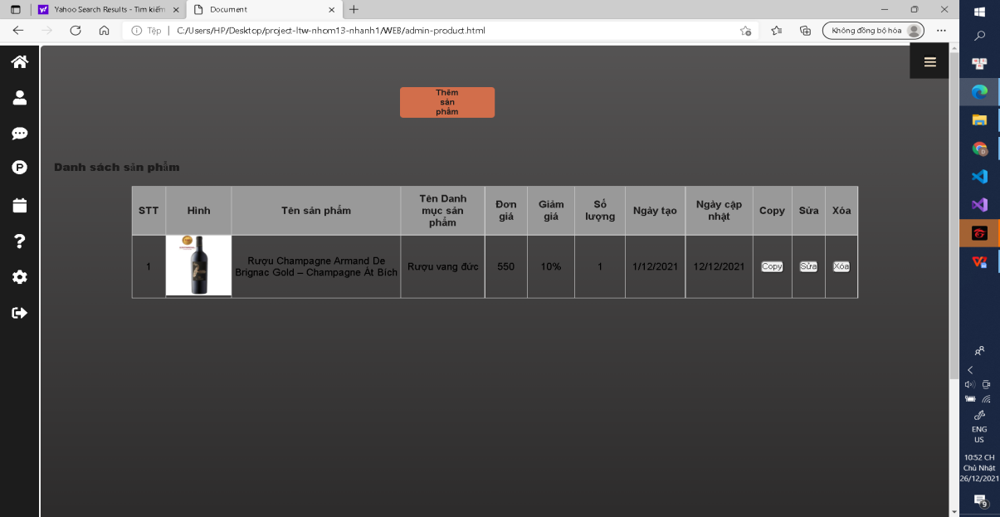 Yahoo Search Results - Tìm kiếm
Document
Tệp
C:/Users/HP/Desktop/project-ltw-nhom13-nhanh1/WEB/admin-product.html
Không đồng bộ hóa
Thêm
sản
phẩm
Danh sách sản phẩm
STT
Hình
Tên sản phẩm
Tên Danh
mục sản
phẩm
Đơn
giá
Giảm
giá
Số
lượng
Ngày tạo
Ngày cập
nhật
Copy
Sửa
Xóa
1
Rượu Champagne Armand De
Brignac Gold – Champagne Át Bích
Rượu vang đức
550
10%
1
1/12/2021
12/12/2021
Copy
Sửa
Xóa
ENG
US
10:52 CH
Chủ Nhật
26/12/2021
9